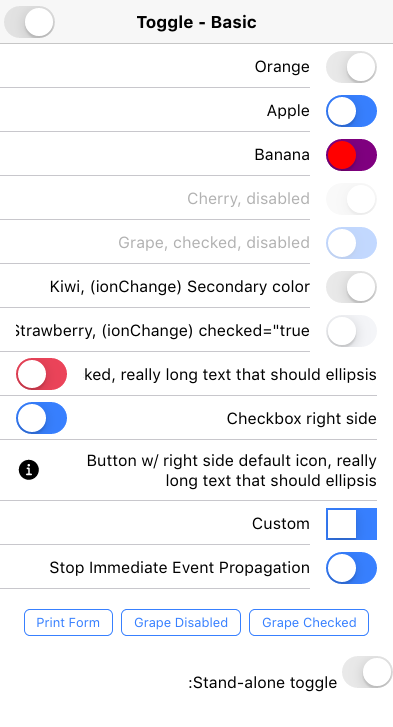 Toggle - Basic
Orange
Apple
Banana
Cherry, disabled
Grape, checked, disabled
Kiwi, (ionChange) Secondary color
Strawberry, (ionChange) checked="true
ked, really long text that should ellipsis
Checkbox right side
Button w/ right side default icon, really
long text that should ellipsis
Custom
Stop Immediate Event Propagation
Print Form Grape Disabled Grape Checked
:Stand-alone toggle